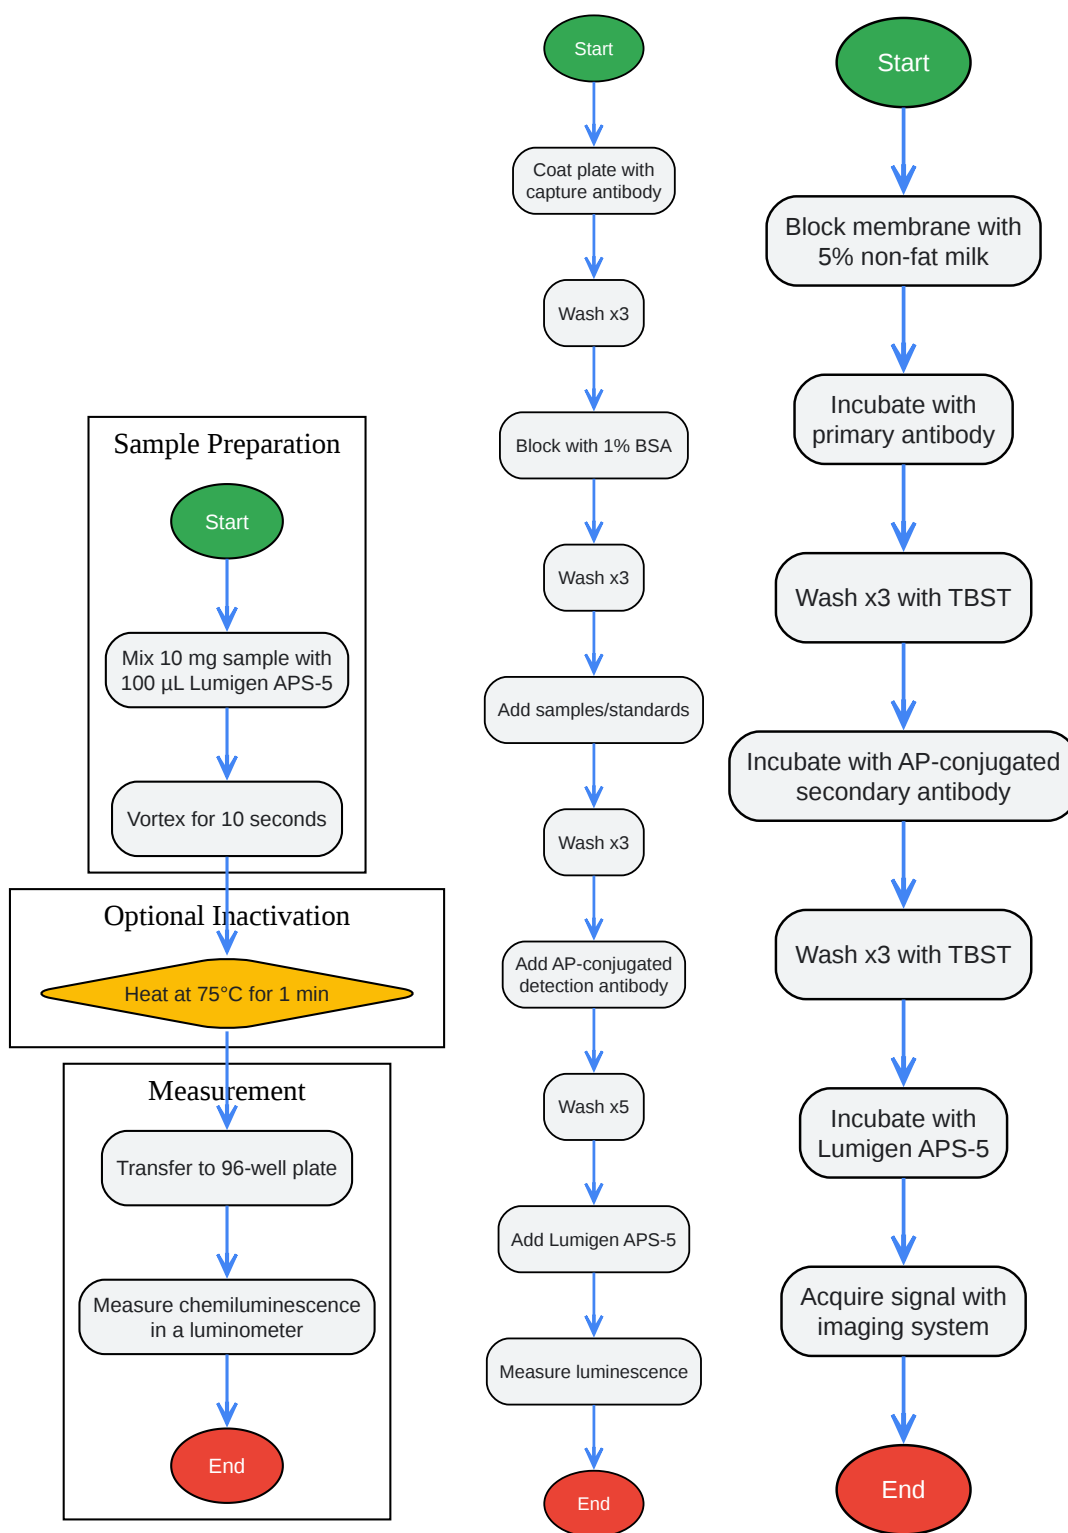 Sample Preparation
Start
Mix 10 mg sample with
100 µL Lumigen APS-5
Vortex for 10 seconds
Optional Inactivation
Heat at 75°C for 1 min
Measurement
Transfer to 96-well plate
Measure chemiluminescence
in a luminometer
End
Start
Coat plate with
capture antibody
Wash x3
Block with 1% BSA
Wash x3
Add samples/standards
Wash x3
Add AP-conjugated
detection antibody
Wash x5
Add Lumigen APS-5
Measure luminescence
End
Start
Block membrane with
5% non-fat milk
Incubate with
primary antibody
Wash x3 with TBST
Incubate with AP-conjugated
secondary antibody
Wash x3 with TBST
Incubate with
Lumigen APS-5
Acquire signal with
imaging system
End